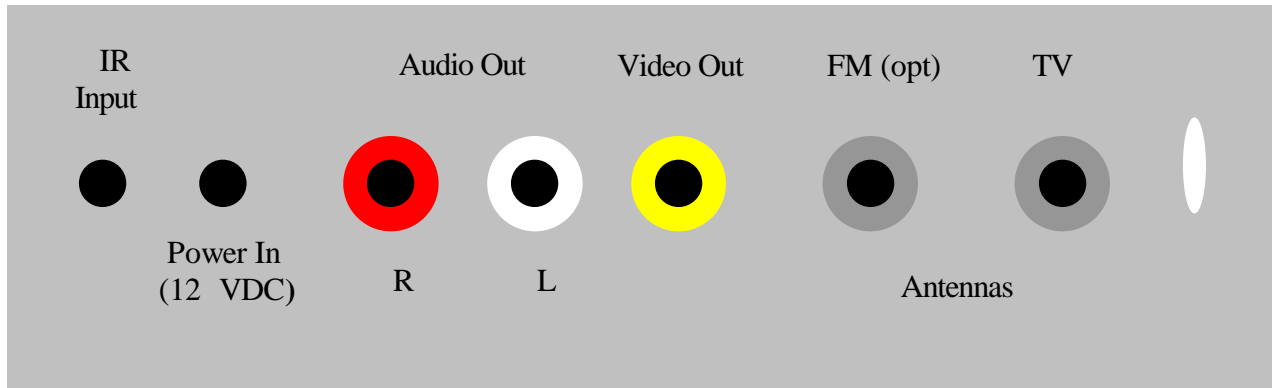 IR
Input
Audio Out
Video Out
FM (opt)
TV
Power In
(12 VDC)
R
L
Antennas